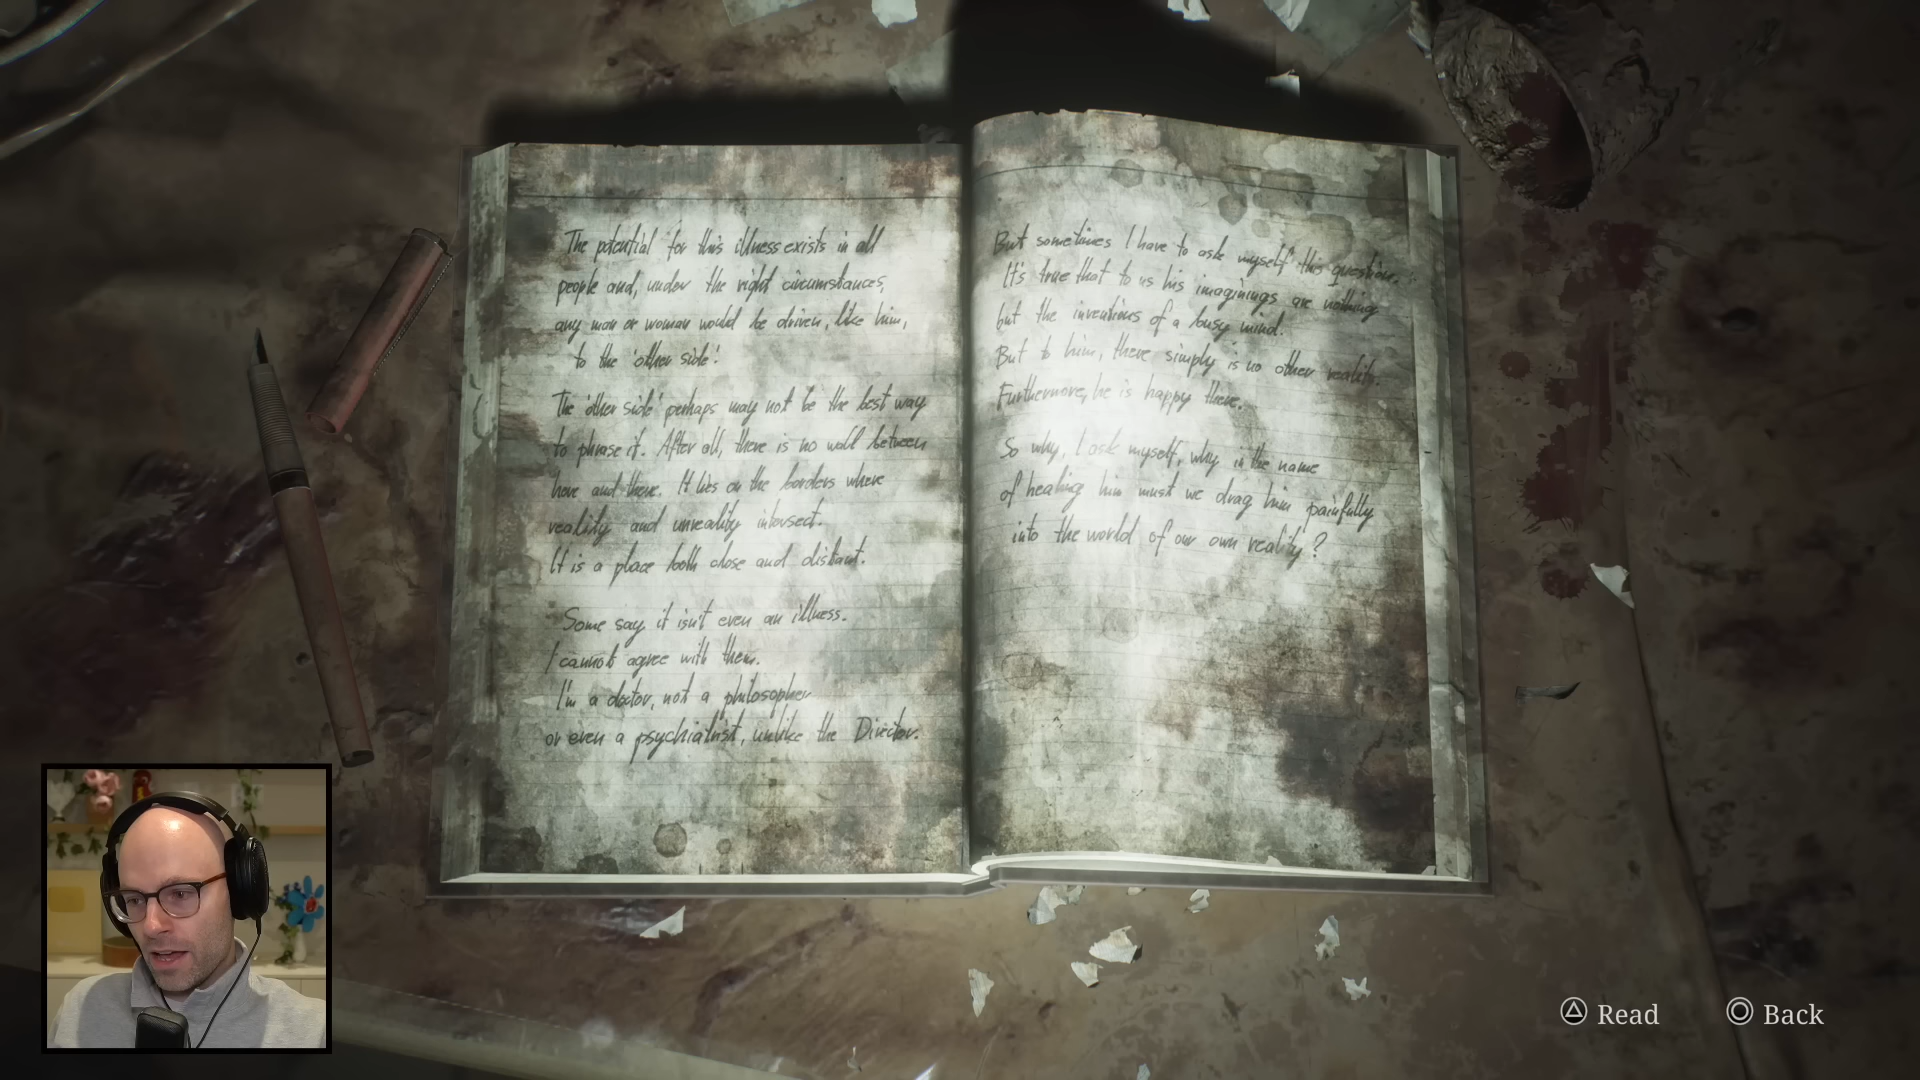 The potential for this illness exists in all
people and, under the right circumstances,
any man or woman would be driven, like him,
to the 'other side'.
The 'other side' perhaps may not be the best way
to phrase it. After all, there is no wall between
here and there. It lies on the borders where
reality and unreality intersect.
It is a place both close and distant.
Some say it isn't even an illness.
I cannot agree with them.
I'm a doctor, not a philosopher
or even a psychiatrist, unlike the Director.
But sometimes I have to ask myself this question.
It's true that to us his imaginings are nothing
but the inventions of a busy mind.
But to him, there simply is no other reality.
Furthermore, he is happy there.
So why, I ask myself, why in the name
of healing him must we drag him painfully
into the world of our own reality?
Read
Back